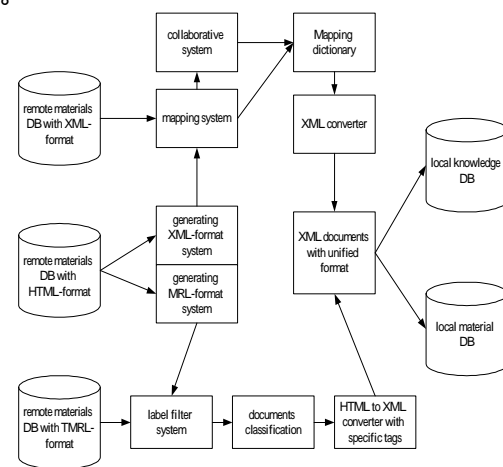 collaborative
system
Mapping
dictionary
remote materials
DB with XML-
format
mapping system
XML converter
local knowledge
DB
generating
XML-format
system
remote materials
DB with
HTML-format
generating
MRL-format
system
XML documents
with unified
format
local material
DB
remote materials
DB with TMRL-
format
label filter
system
documents
classification
HTML to XML
converter with
specific tags